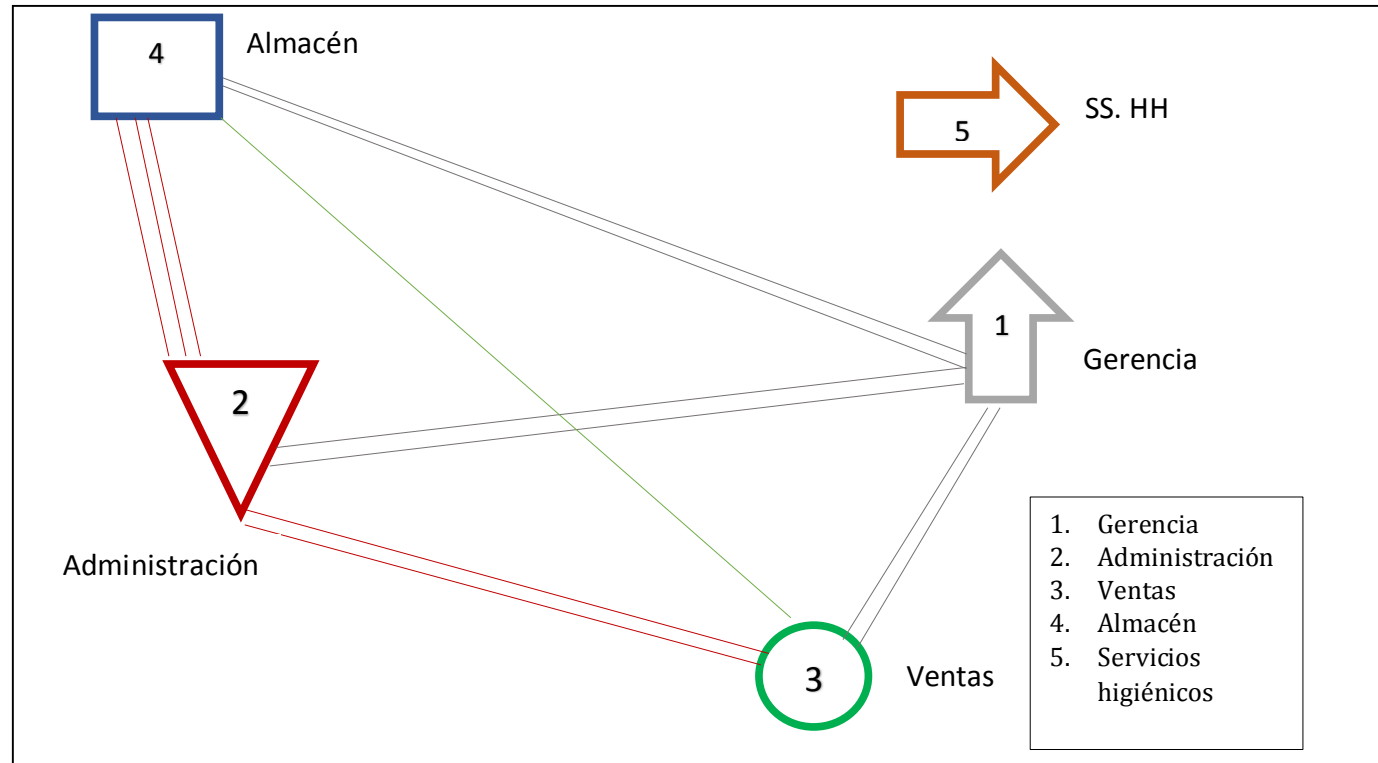 4
Almacén
5
SS. HH
1
Gerencia
2
Administración
3
Ventas
1. Gerencia
2. Administración
3. Ventas
4. Almacén
5. Servicios
higiénicos